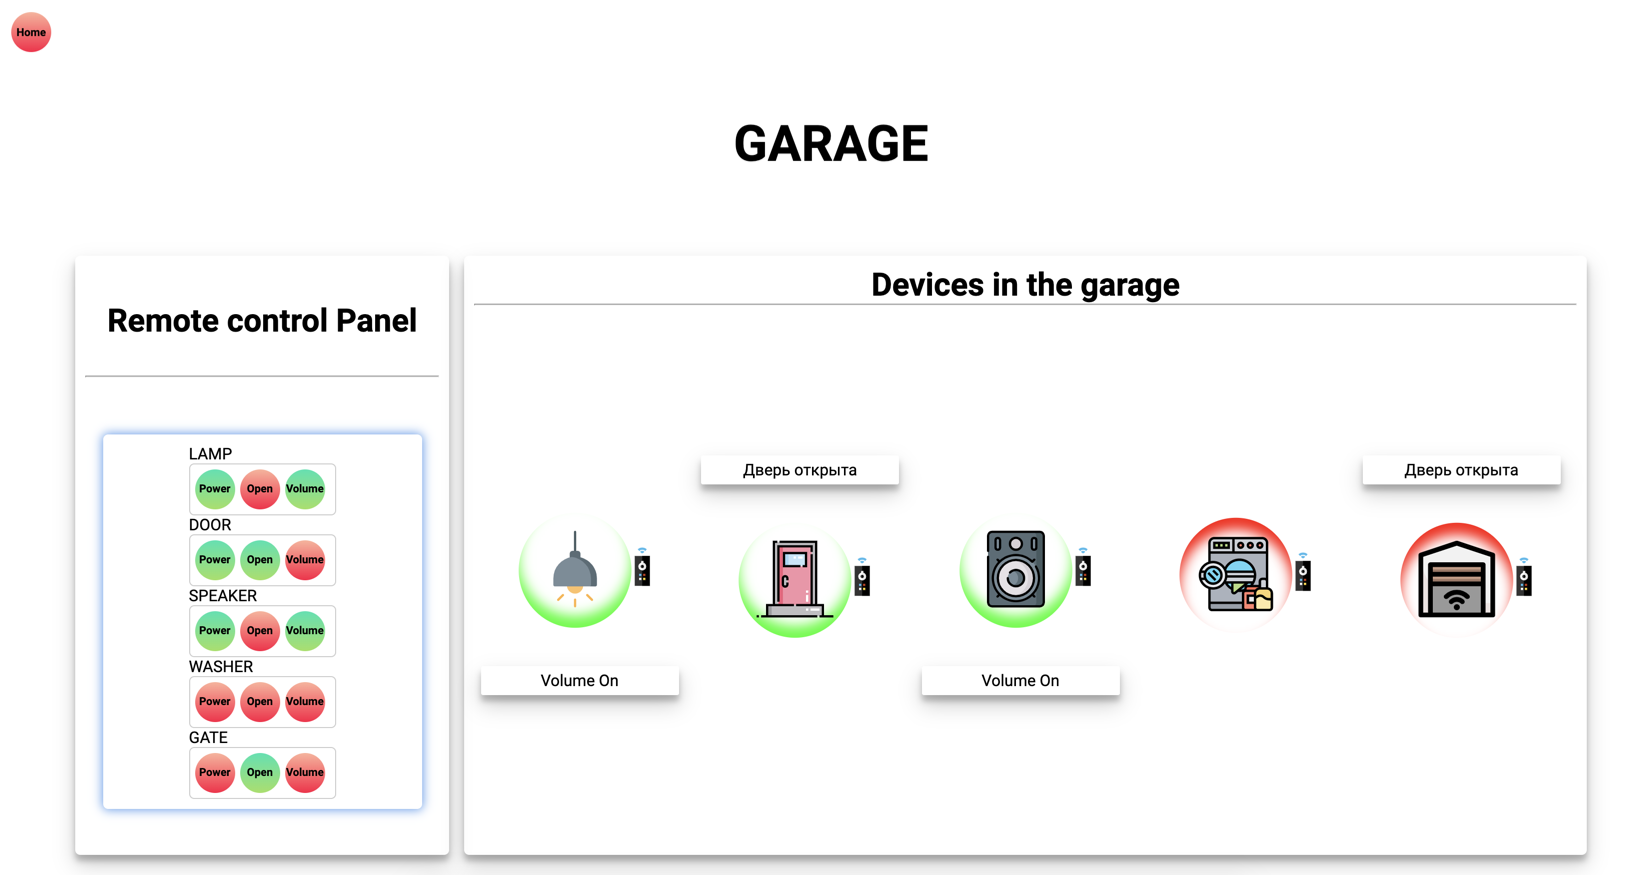 Home
GARAGE
Remote control Panel
LAMP
Power Open Volume
DOOR
Power Open Volume
SPEAKER
Power Open Volume
WASHER
Power Open Volume
GATE
Power Open Volume
Devices in the garage
Дверь открыта
Дверь открыта
Volume On
Volume On